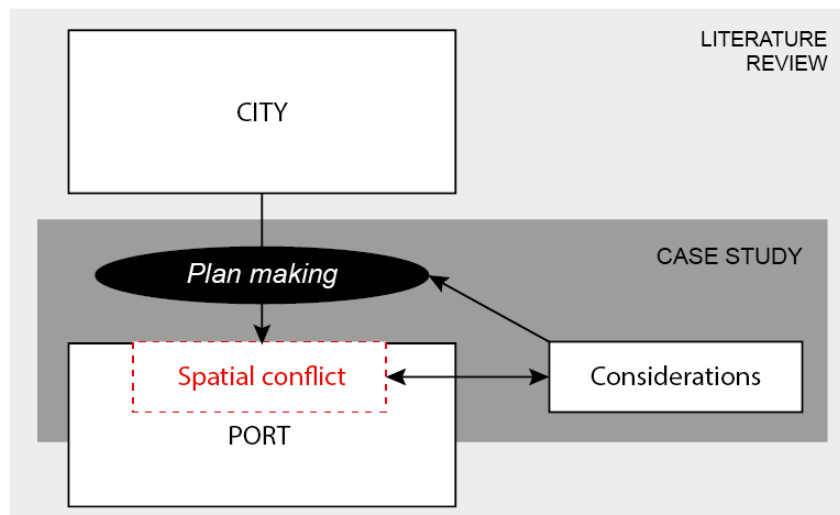 LITERATURE
REVIEW
CITY
CASE STUDY
Plan making
Spatial conflict
Considerations
PORT